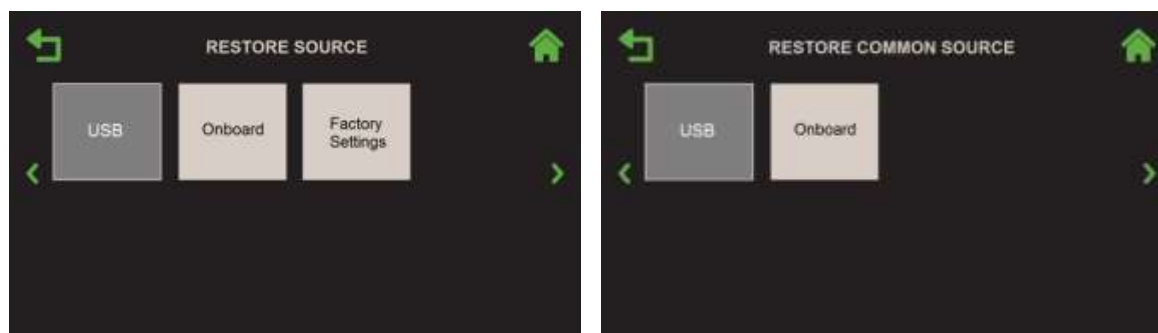 RESTORE SOURCE
USB
Onboard
Factory
Settings
RESTORE COMMON SOURCE
USB
Onboard